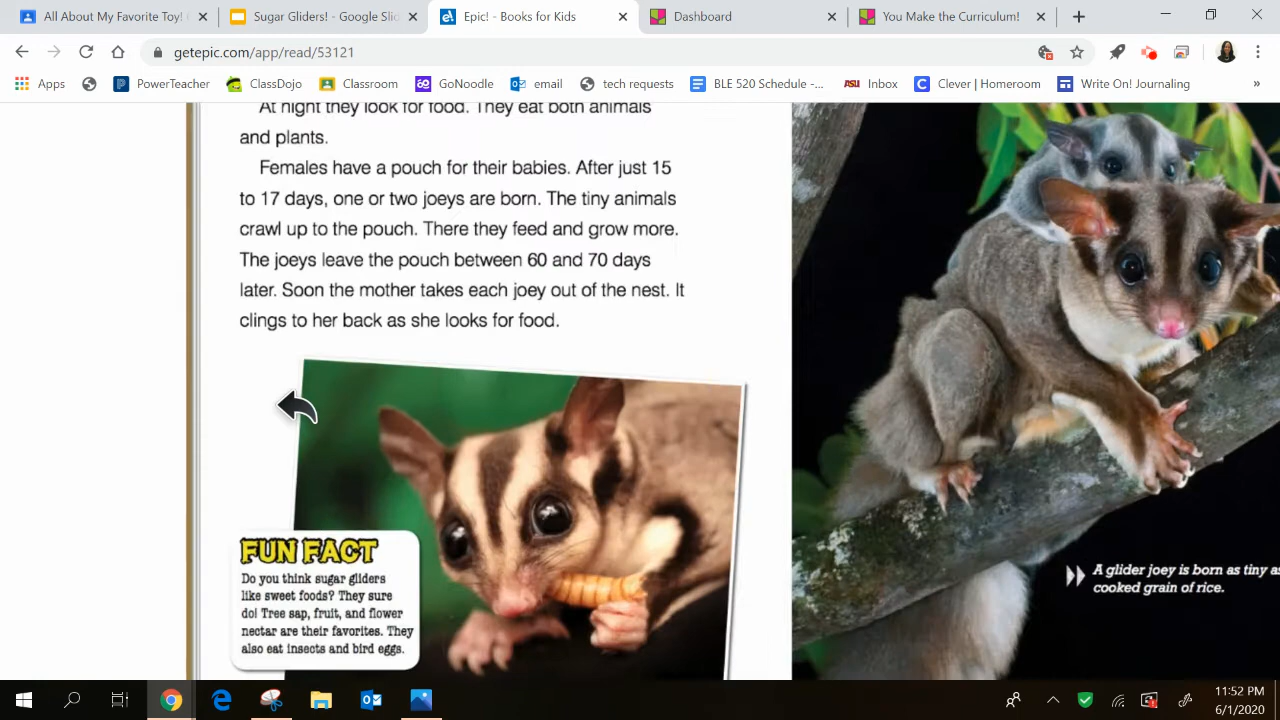 All About My Favorite Toy!
Sugar Gliders! - Google Sli
Epic! - Books for Kids
Dashboard
You Make the Curriculum!
getepic.com/app/read/53121
Apps
PowerTeacher
ClassDojo
Classroom
GoNoodle
email
tech requests
BLE 520 Schedule -...
ASU Inbox
Clever | Homeroom
Write On! Journaling
»
At night they look for food. They eat both animals
and plants.
Females have a pouch for their babies. After just 15
to 17 days, one or two joeys are born. The tiny animals
crawl up to the pouch. There they feed and grow more.
The joeys leave the pouch between 60 and 70 days
later. Soon the mother takes each joey out of the nest. It
clings to her back as she looks for food.
FUN FACT
Do you think sugar gliders
like sweet foods? They sure
do! Tree sap, fruit, and flower
nectar are their favorites. They
also eat insects and bird eggs.
A glider joey is born as tiny as
cooked grain of rice.
11:52 PM
6/1/2020